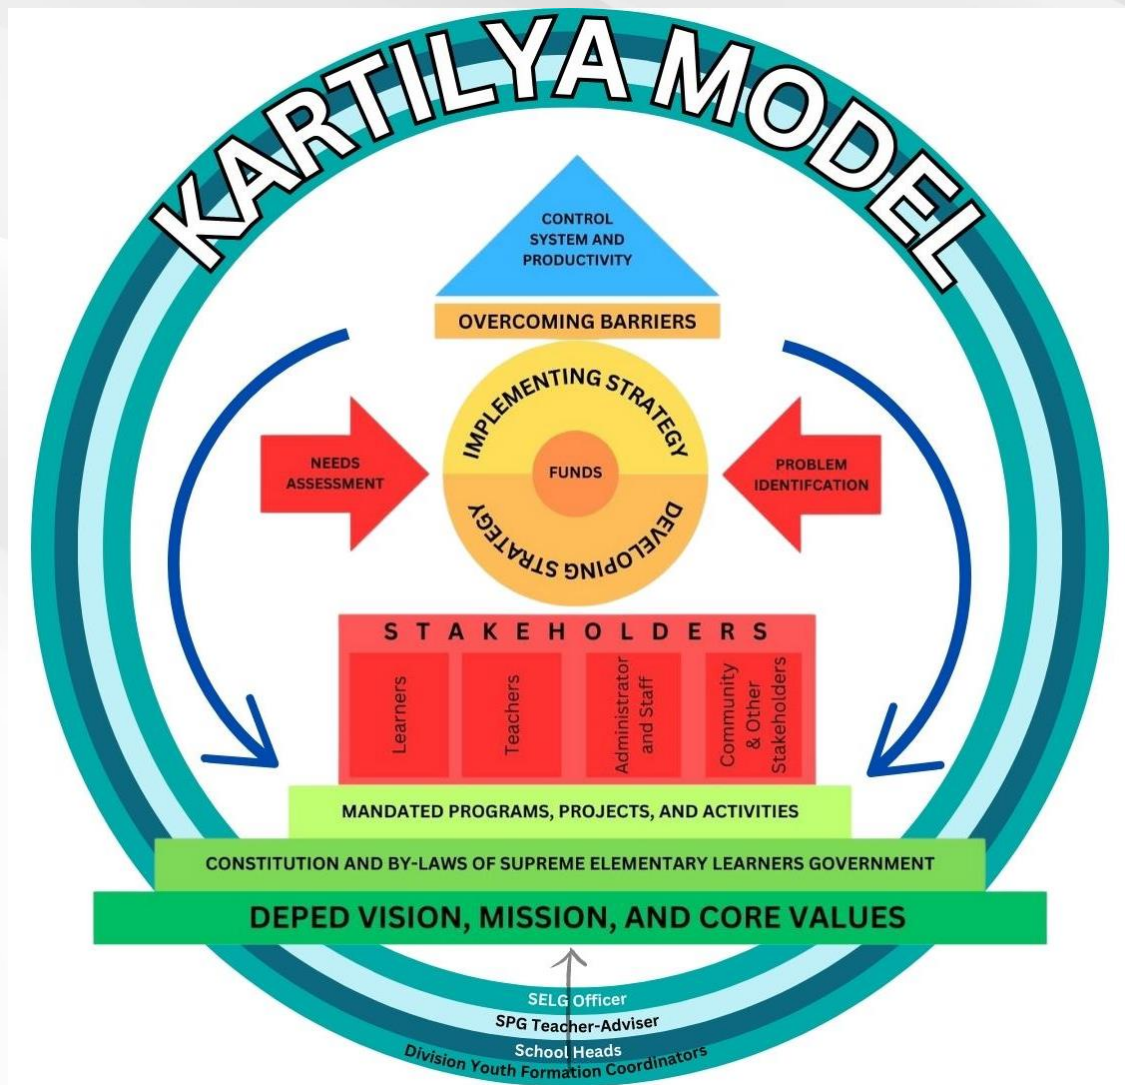 KARTILYA MODEL
CONTROL
SYSTEM AND
PRODUCTIVITY
OVERCOMING BARRIERS
IMPLEMENTING STRATEGY
NEEDS
ASSESSMENT
FUNDS
PROBLEM
IDENTIFCATION
DEVELOPING STRATEGY
STAKEHOLDERS
Learners
Teachers
Administrator
and Staff
Community
& Other
Stakeholders
MANDATED PROGRAMS, PROJECTS, AND ACTIVITIES
CONSTITUTION AND BY-LAWS OF SUPREME ELEMENTARY LEARNERS GOVERNMENT
DEPED VISION, MISSION, AND CORE VALUES
SELG Officer
SPG Teacher-Adviser
School Heads
Division Youth Formation Coordinators